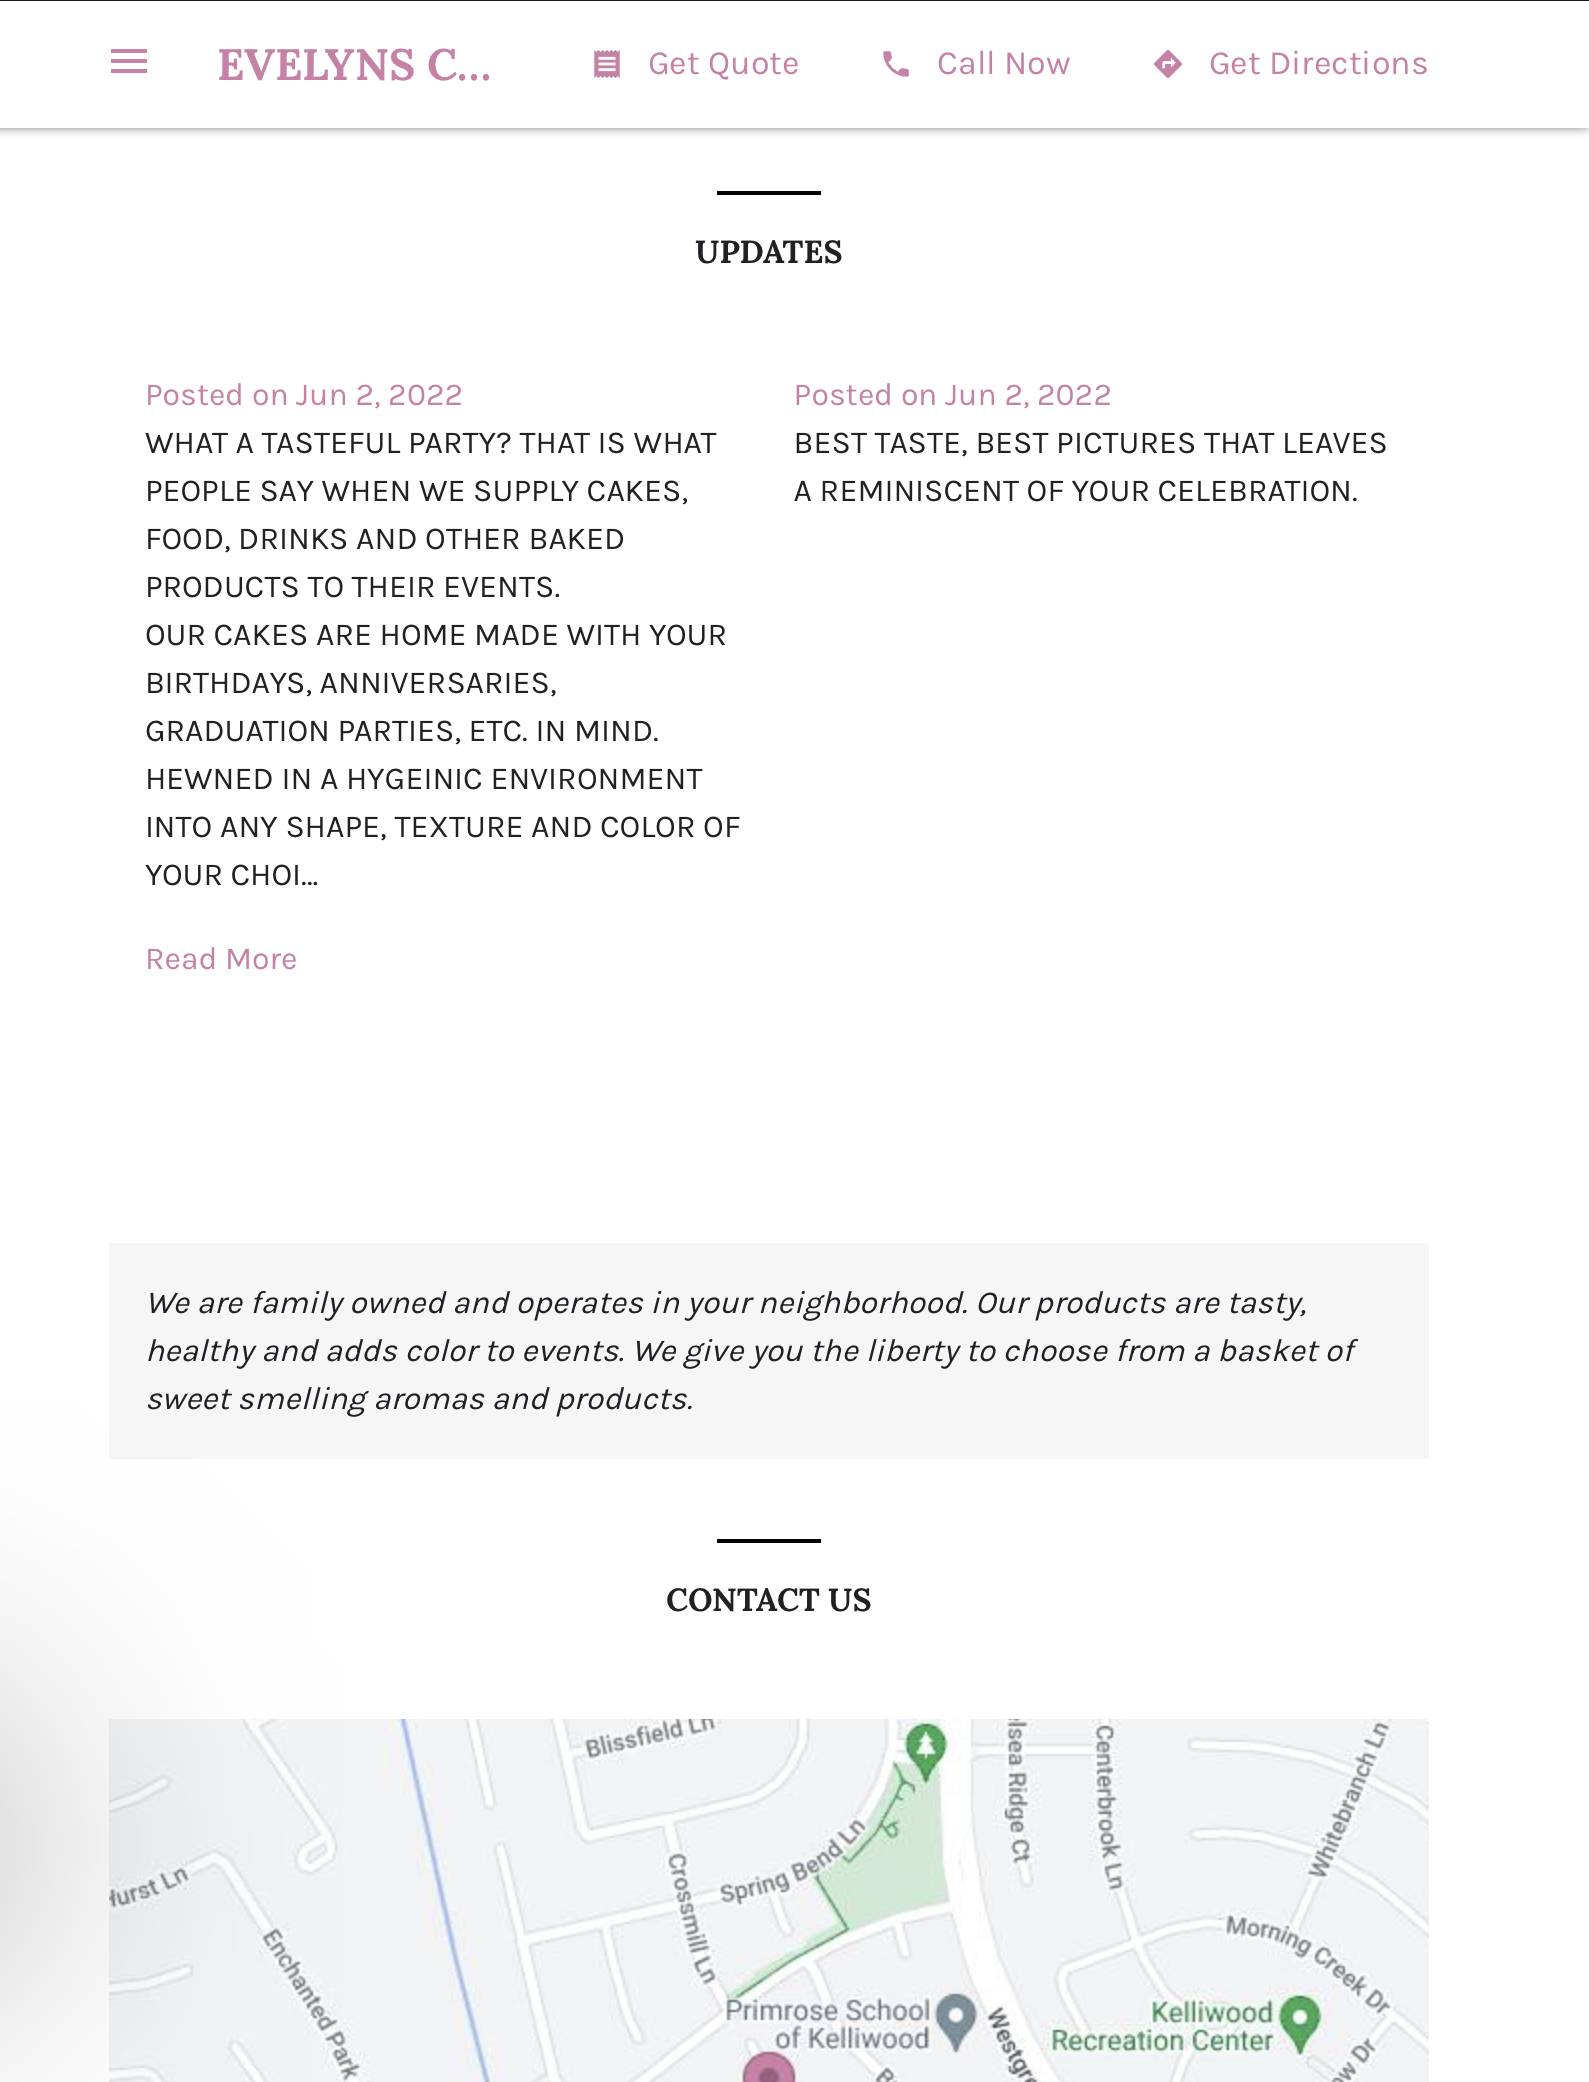 EVELYNS C...
Get Quote
Call Now
Get Directions
UPDATES
Posted on Jun 2, 2022
WHAT A TASTEFUL PARTY? THAT IS WHAT
PEOPLE SAY WHEN WE SUPPLY CAKES,
FOOD, DRINKS AND OTHER BAKED
PRODUCTS TO THEIR EVENTS.
OUR CAKES ARE HOME MADE WITH YOUR
BIRTHDAYS, ANNIVERSARIES,
GRADUATION PARTIES, ETC. IN MIND.
HEWNED IN A HYGEINIC ENVIRONMENT
INTO ANY SHAPE, TEXTURE AND COLOR OF
YOUR CHOI...
Read More
Posted on Jun 2, 2022
BEST TASTE, BEST PICTURES THAT LEAVES
A REMINISCENT OF YOUR CELEBRATION.
We are family owned and operates in your neighborhood. Our products are tasty,
healthy and adds color to events. We give you the liberty to choose from a basket of
sweet smelling aromas and products.
CONTACT US
Blissfield Ln
lsea Ridge Ct
Centerbrook Ln
Whitebranch Ln
Spring Bend Ln
Crossmill Ln
Hurst Ln
Enchanted Park
Morning Creek Dr
Primrose School
of Kelliwood
Westgre
Kelliwood
Recreation Center
ow Dr